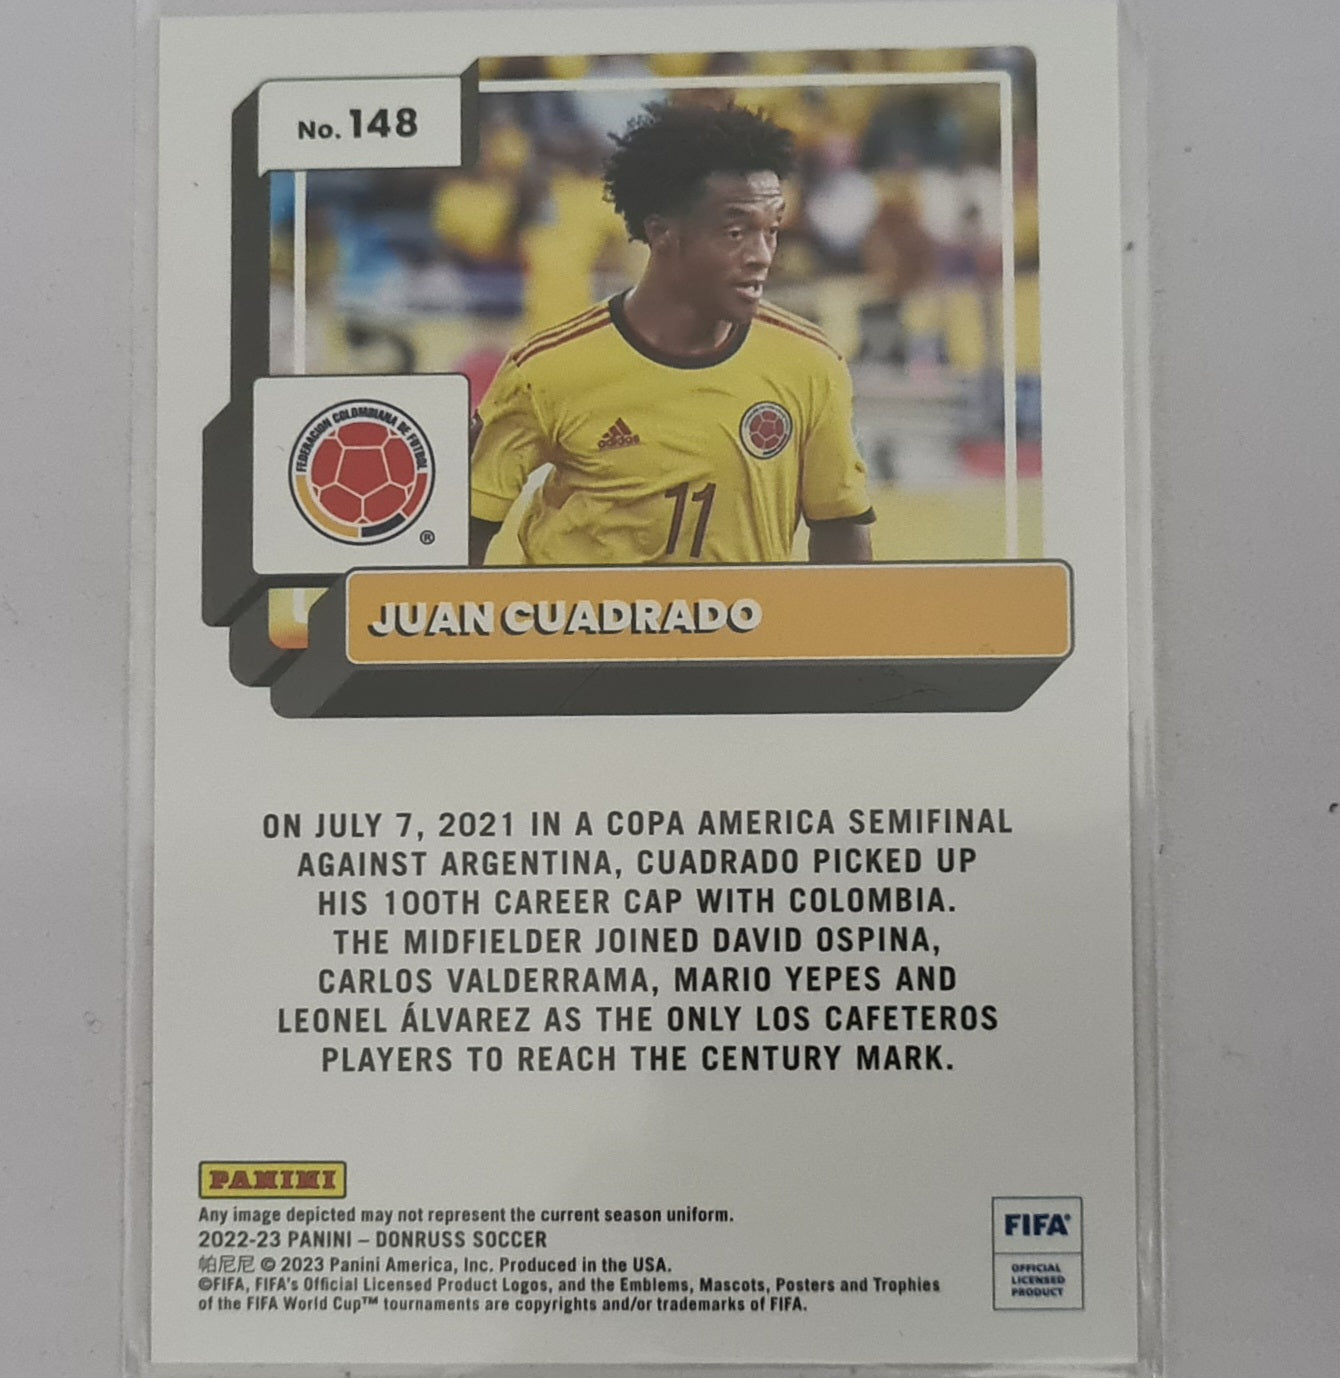 No. 148
FEDERACION COLOMBIANA DE FUTBOL
®
adidas
11
JUAN CUADRADO
ON JULY 7, 2021 IN A COPA AMERICA SEMIFINAL
AGAINST ARGENTINA, CUADRADO PICKED UP
HIS 100TH CAREER CAP WITH COLOMBIA.
THE MIDFIELDER JOINED DAVID OSPINA,
CARLOS VALDERRAMA, MARIO YEPES AND
LEONEL ÁLVAREZ AS THE ONLY LOS CAFETEROS
PLAYERS TO REACH THE CENTURY MARK.
PANINI
Any image depicted may not represent the current season uniform.
2022-23 PANINI – DONRUSS SOCCER
帕尼尼 © 2023 Panini America, Inc. Produced in the USA.
©FIFA, FIFA's Official Licensed Product Logos, and the Emblems, Mascots, Posters and Trophies
of the FIFA World Cup™ tournaments are copyrights and/or trademarks of FIFA.
FIFA®
OFFICIAL
LICENSED
PRODUCT